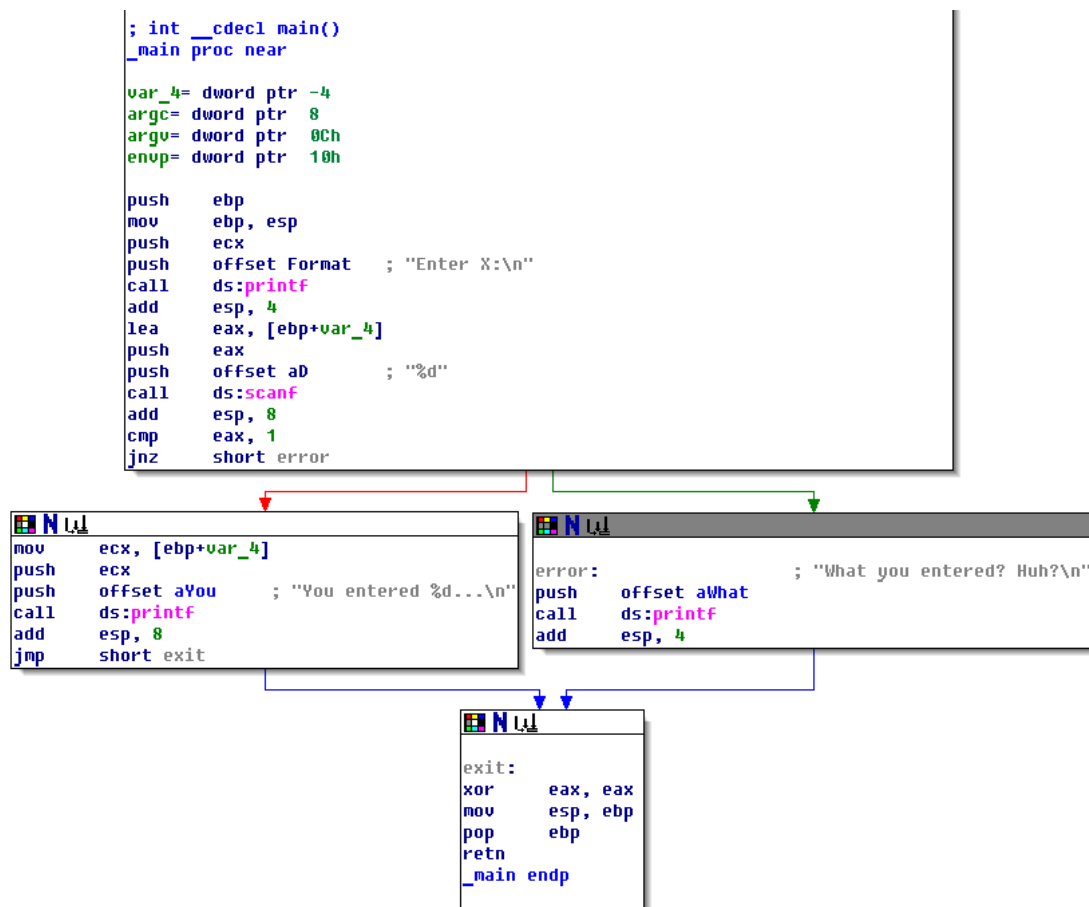 ; int __cdecl main()
_main proc near
var_4= dword ptr -4
argc= dword ptr  8
argv= dword ptr  0Ch
envp= dword ptr  10h
push    ebp
mov     ebp, esp
push    ecx
push    offset Format   ; "Enter X:\n"
call    ds:printf
add     esp, 4
lea     eax, [ebp+var_4]
push    eax
push    offset aD       ; "%d"
call    ds:scanf
add     esp, 8
cmp     eax, 1
jnz     short error
mov     ecx, [ebp+var_4]
push    ecx
push    offset aYou     ; "You entered %d...\n"
call    ds:printf
add     esp, 8
jmp     short exit
error:                  ; "What you entered? Huh?\n"
push    offset aWhat
call    ds:printf
add     esp, 4
exit:
xor     eax, eax
mov     esp, ebp
pop     ebp
retn
_main endp